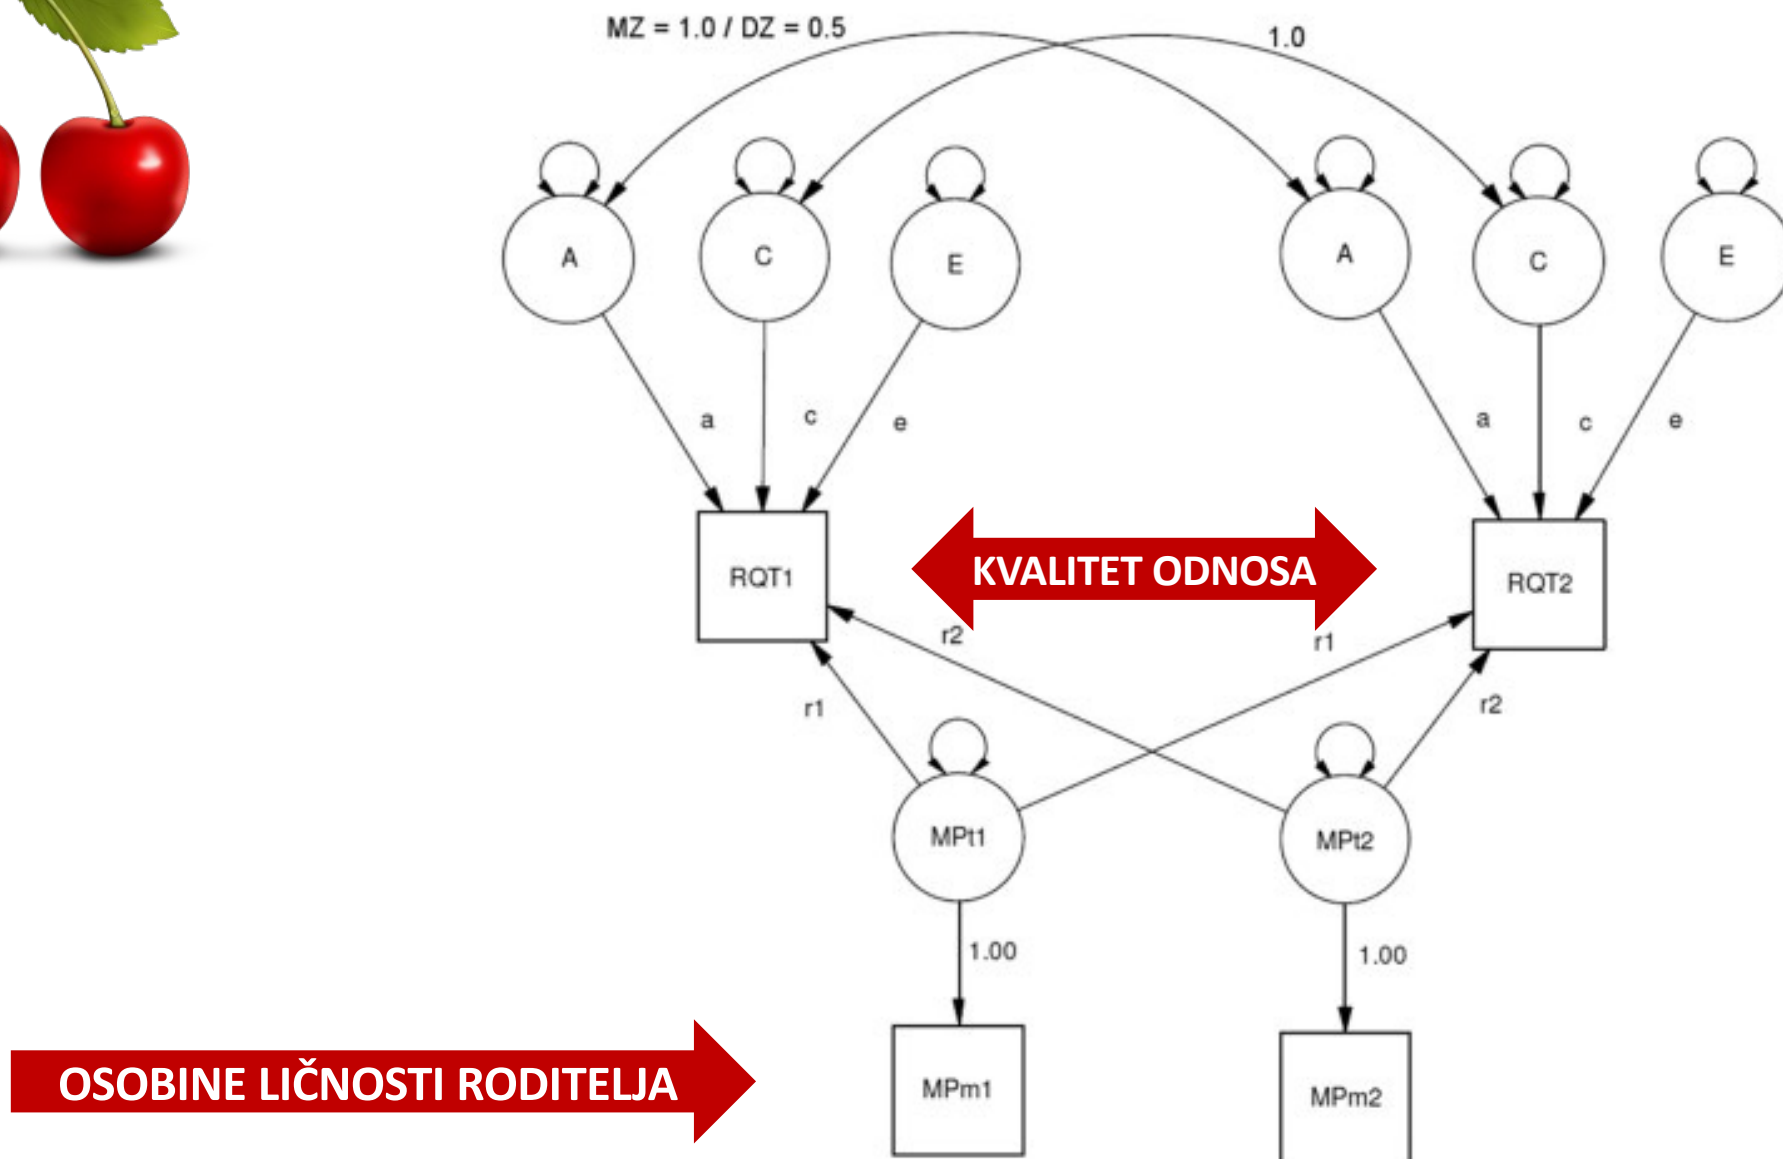 MZ = 1.0 / DZ = 0.5
1.0
A
C
E
A
C
E
a
c
e
a
c
e
RQT1
KVALITET ODNOSA
RQT2
r2
r1
r1
r2
MPt1
MPt2
1.00
1.00
OSOBINE LIČNOSTI RODITELJA
MPm1
MPm2